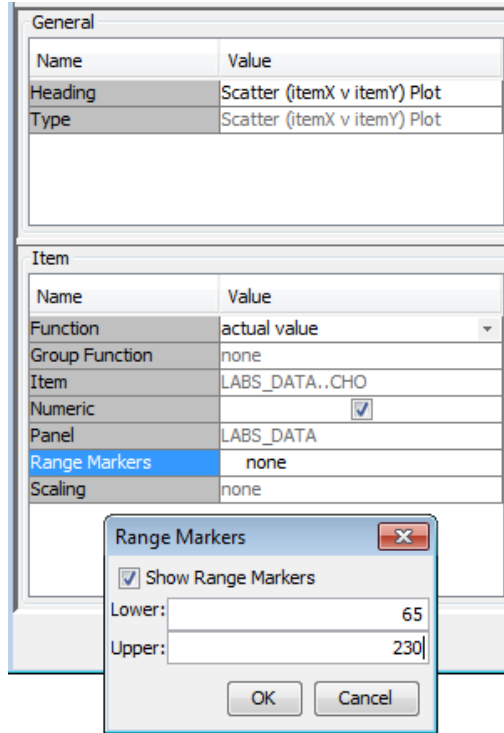 General
Name Value
Heading Scatter (itemX v itemY) Plot
Type Scatter (itemX v itemY) Plot
Item
Name Value
Function actual value
Group Function none
Item LABS_DATA..CHO
Numeric
Panel LABS_DATA
Range Markers none
Scaling none
Range Markers
Show Range Markers
Lower: 65
Upper: 230
OK Cancel